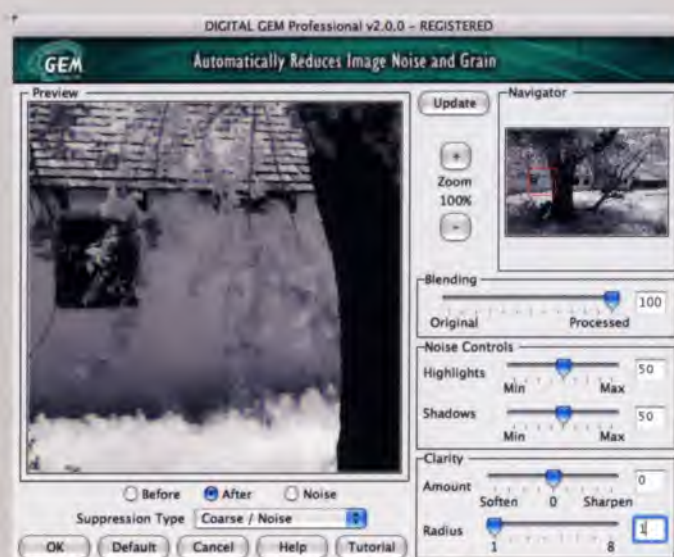 DIGITAL GEM Professional v2.0.0 – REGISTERED
GEM
Automatically Reduces Image Noise and Grain
Preview
Update
Navigator
+
Zoom
100%
-
Blending
100
Original Processed
Noise Controls
Highlights 50
Min Max
Shadows 50
Min Max
Clarity
Amount 0
Soften 0 Sharpen
Radius 1
1 8
Before After Noise
Suppression Type Coarse / Noise
OK Default Cancel Help Tutorial